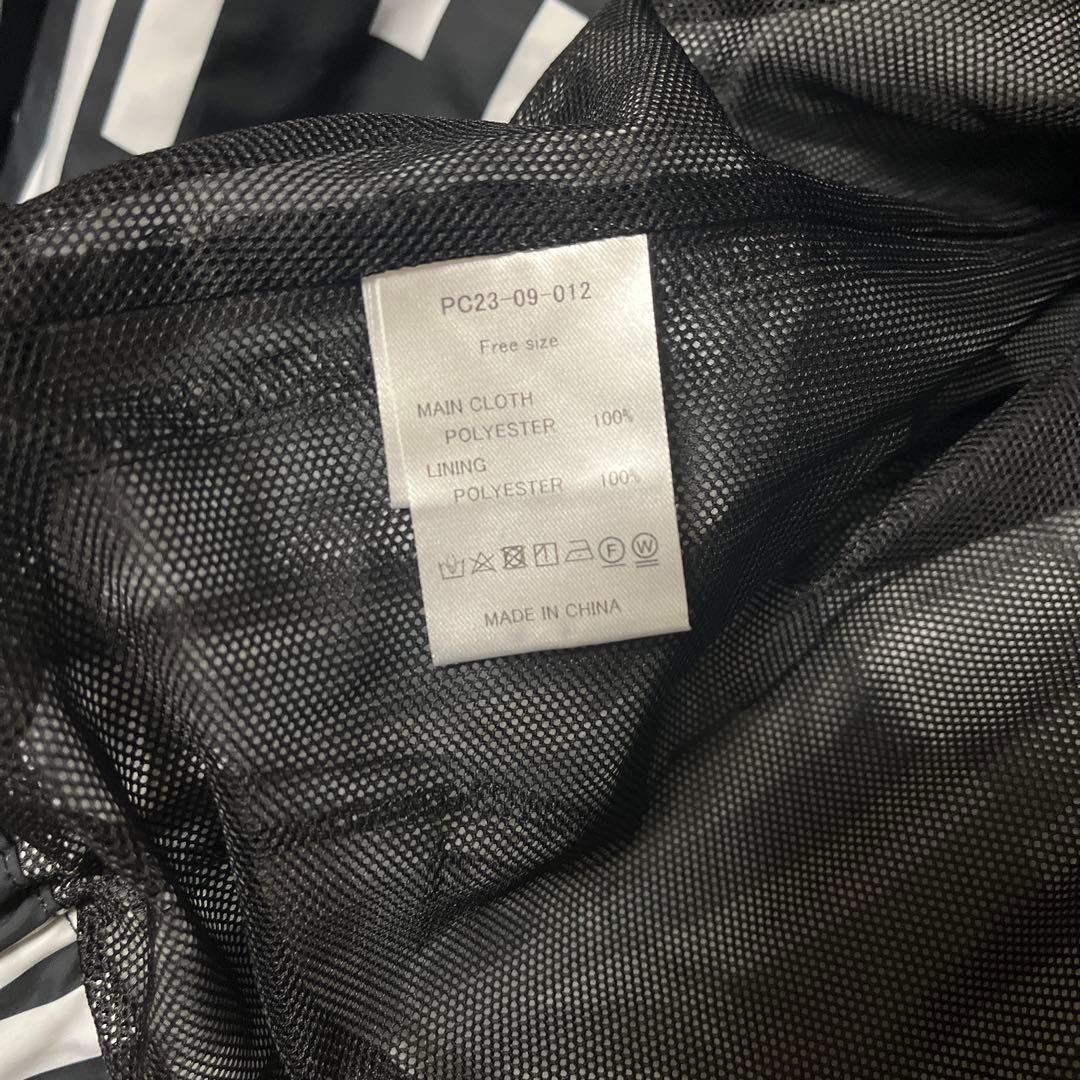 PC23-09-012
Free size
MAIN CLOTH
POLYESTER 100%
LINING
POLYESTER 100%
F W
MADE IN CHINA